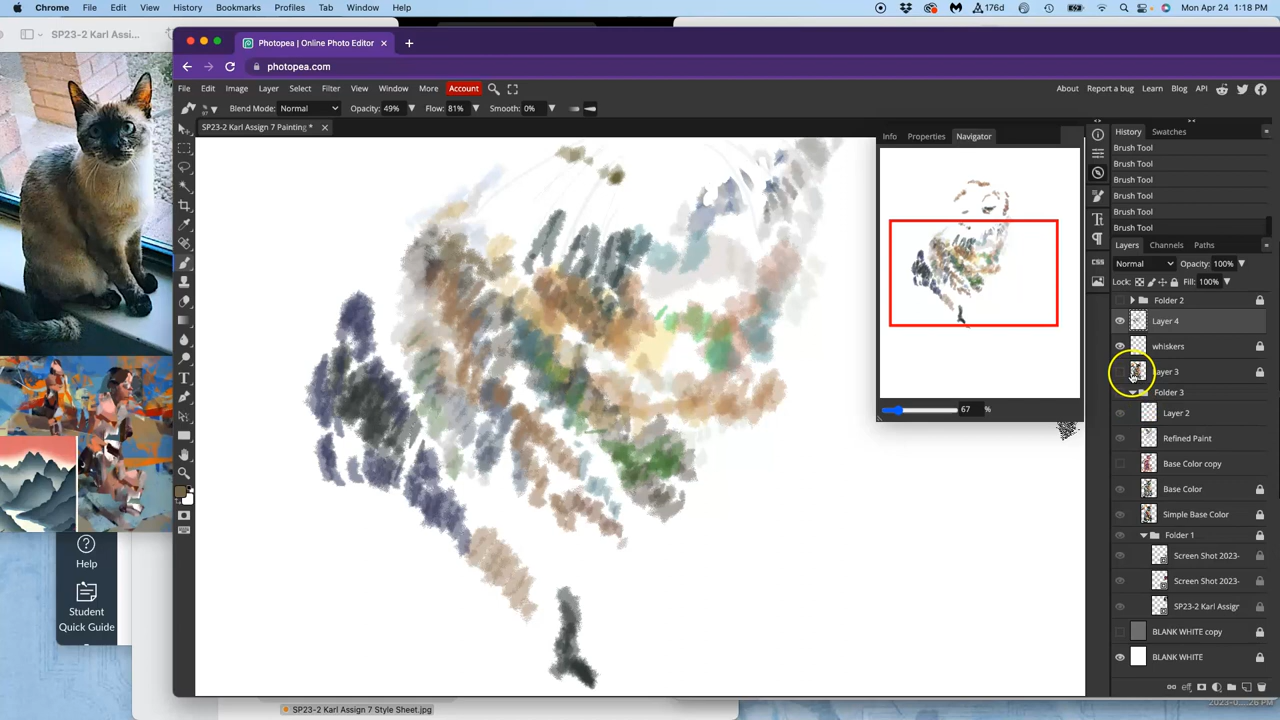 Chrome File Edit View History Bookmarks Profiles Tab Window Help 176d Mon Apr 24 1:18 PM
SP23-2 Karl Assi...
Photopea | Online Photo Editor
photopea.com
File Edit Image Layer Select Filter View Window More Account About Report a bug Learn Blog API
Blend Mode: Normal Opacity: 49% Flow: 81% Smooth: 0%
SP23-2 Karl Assign 7 Painting *
Info Properties Navigator
67 %
History Swatches
Brush Tool
Brush Tool
Brush Tool
Brush Tool
Brush Tool
Brush Tool
Layers Channels Paths
Normal Opacity: 100%
Lock: Fill: 100%
Folder 2
Layer 4
whiskers
ayer 3
Folder 3
Layer 2
Refined Paint
Base Color copy
Base Color
Simple Base Color
Folder 1
Screen Shot 2023-
Screen Shot 2023-
SP23-2 Karl Assigr
BLANK WHITE copy
BLANK WHITE
CSS
eff
Help
Student
Quick Guide
SP23-2 Karl Assign 7 Style Sheet.jpg